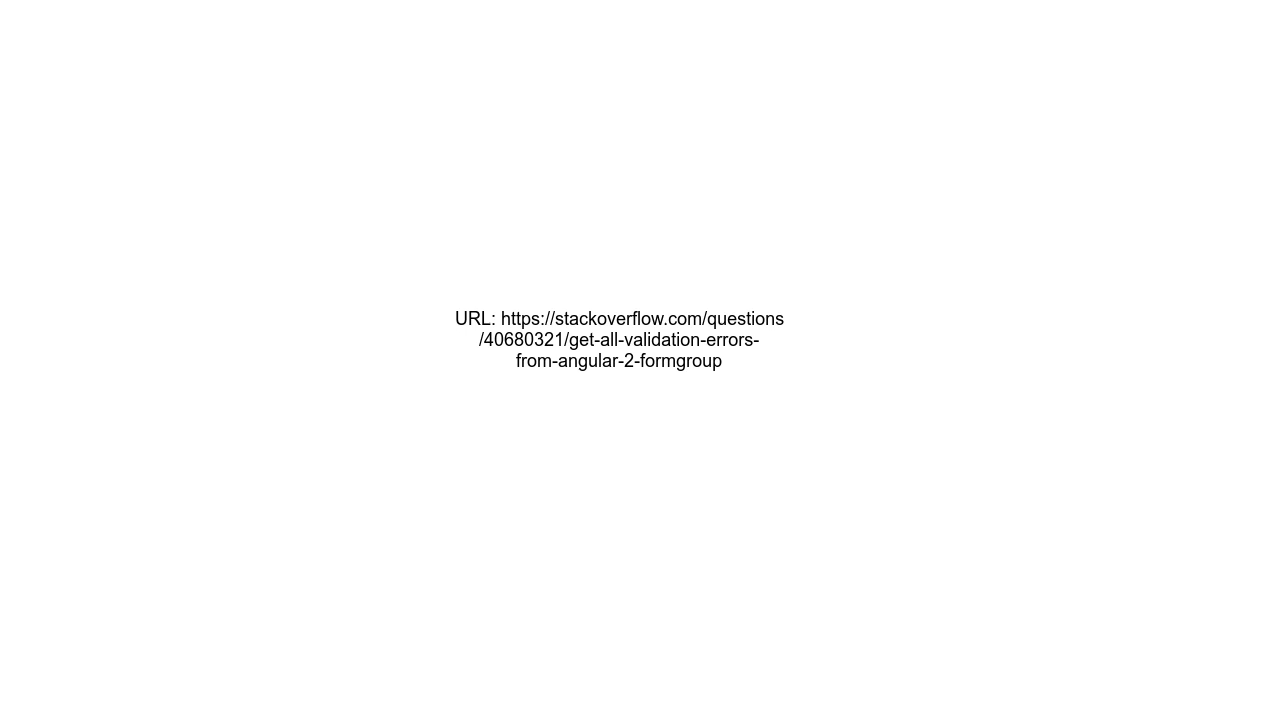 URL: https://stackoverflow.com/questions
/40680321/get-all-validation-errors-
from-angular-2-formgroup